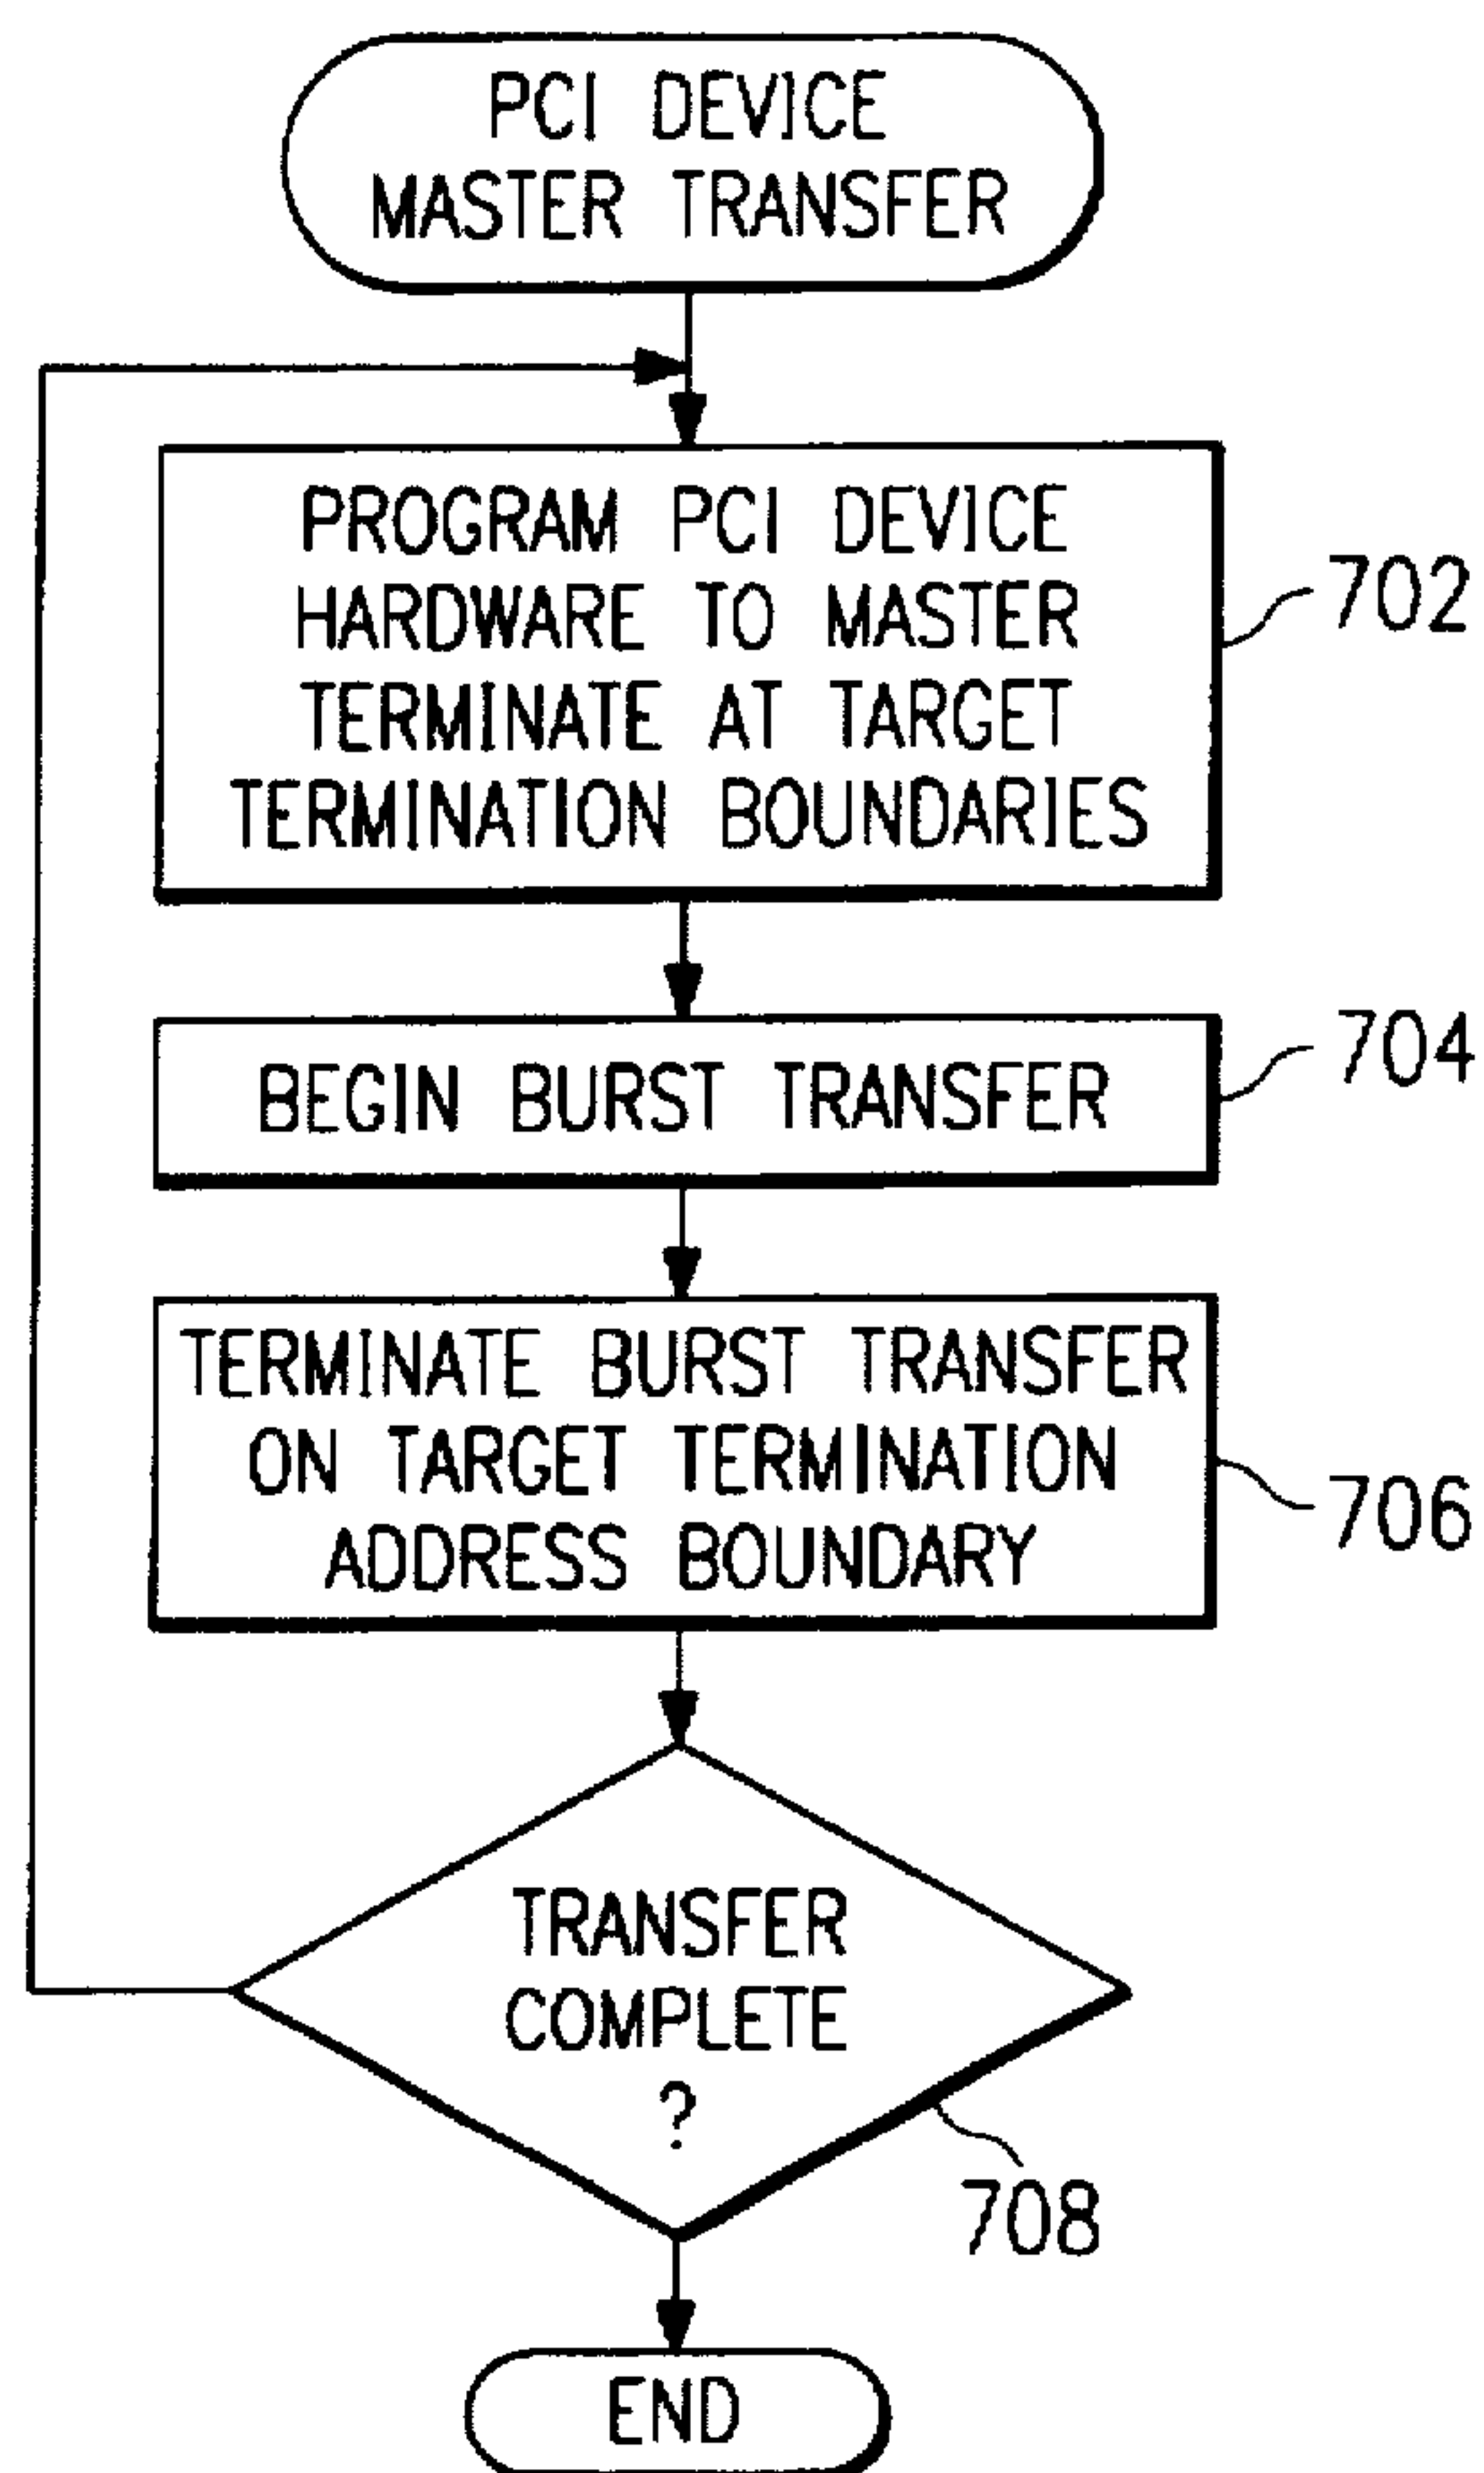 PCI DEVICE
MASTER TRANSFER
PROGRAM PCI DEVICE
HARDWARE TO MASTER
TERMINATE AT TARGET
TERMINATION BOUNDARIES
702
BEGIN BURST TRANSFER
704
TERMINATE BURST TRANSFER
ON TARGET TERMINATION
ADDRESS BOUNDARY
706
TRANSFER
COMPLETE
?
708
END